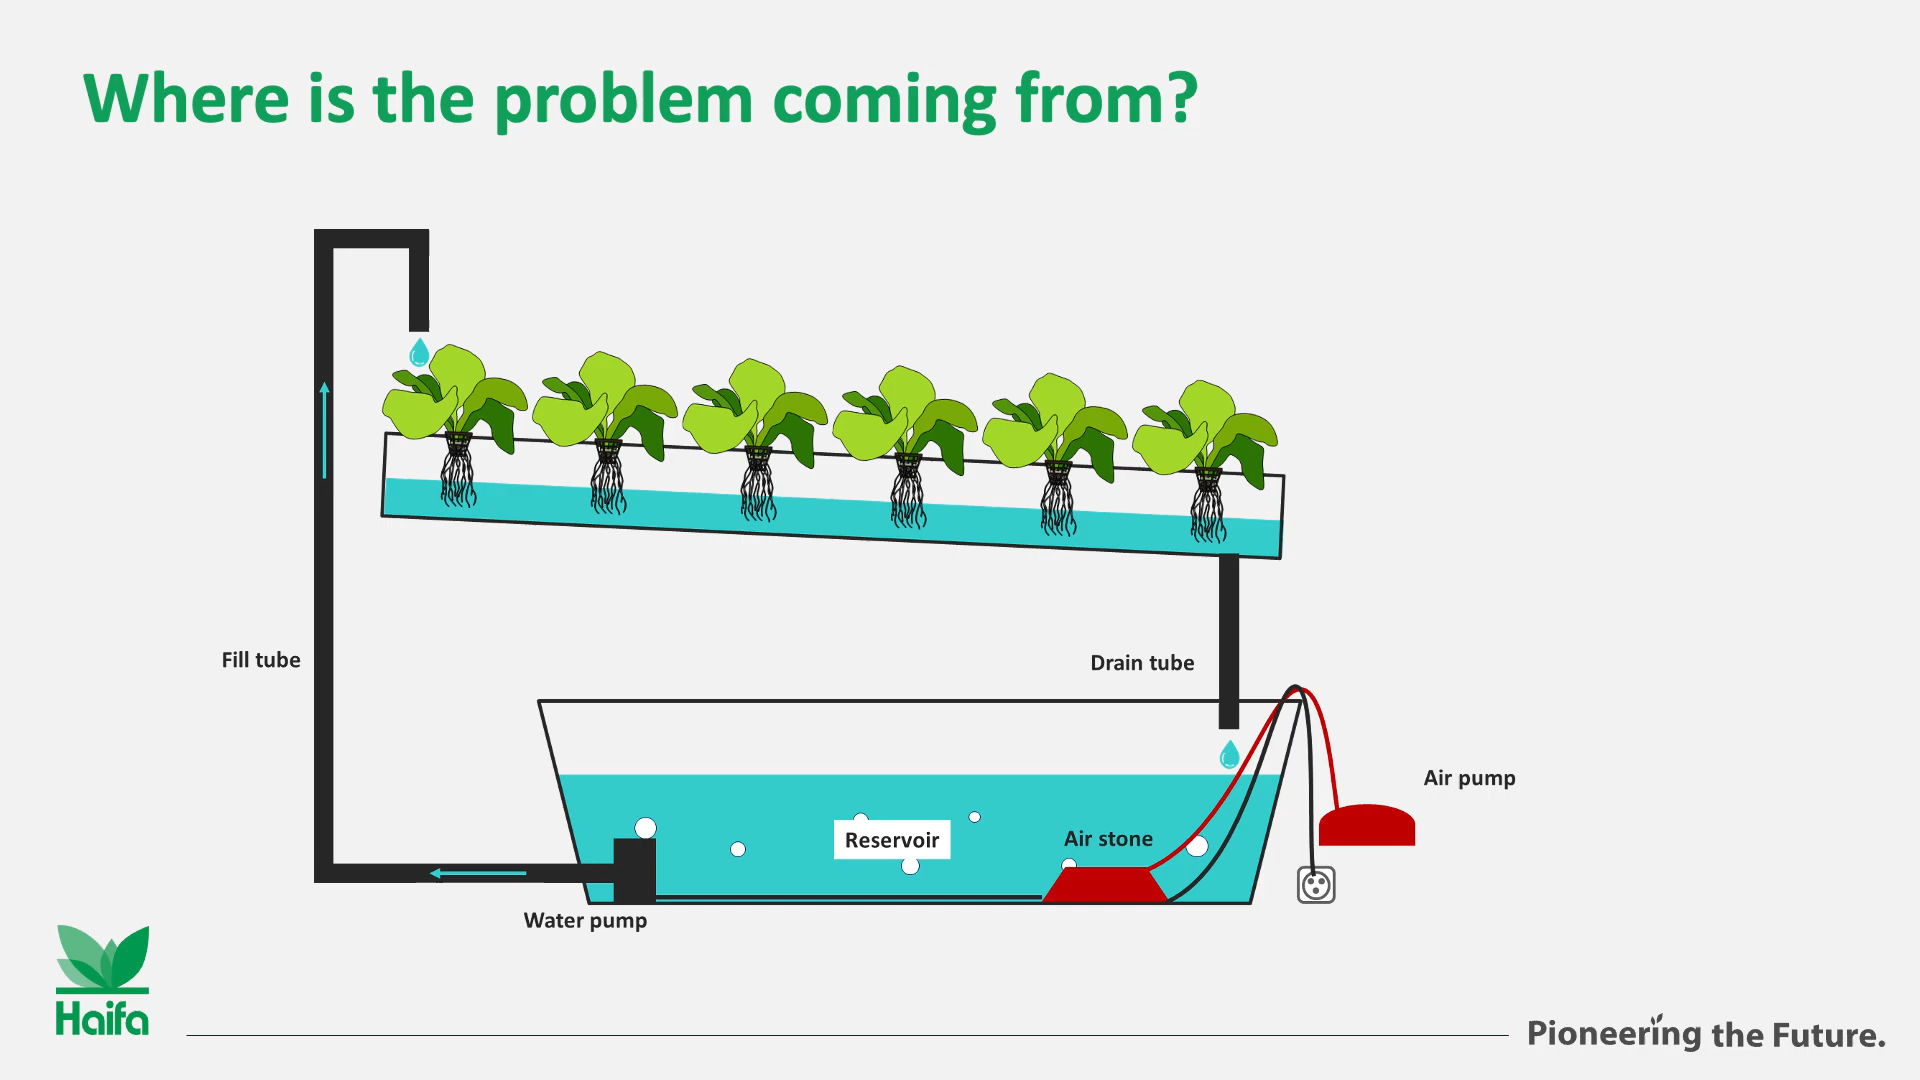 Where is the problem coming from?
Fill tube
Drain tube
Air pump
Reservoir
Air stone
Water pump
Haifa
Pioneering the Future.